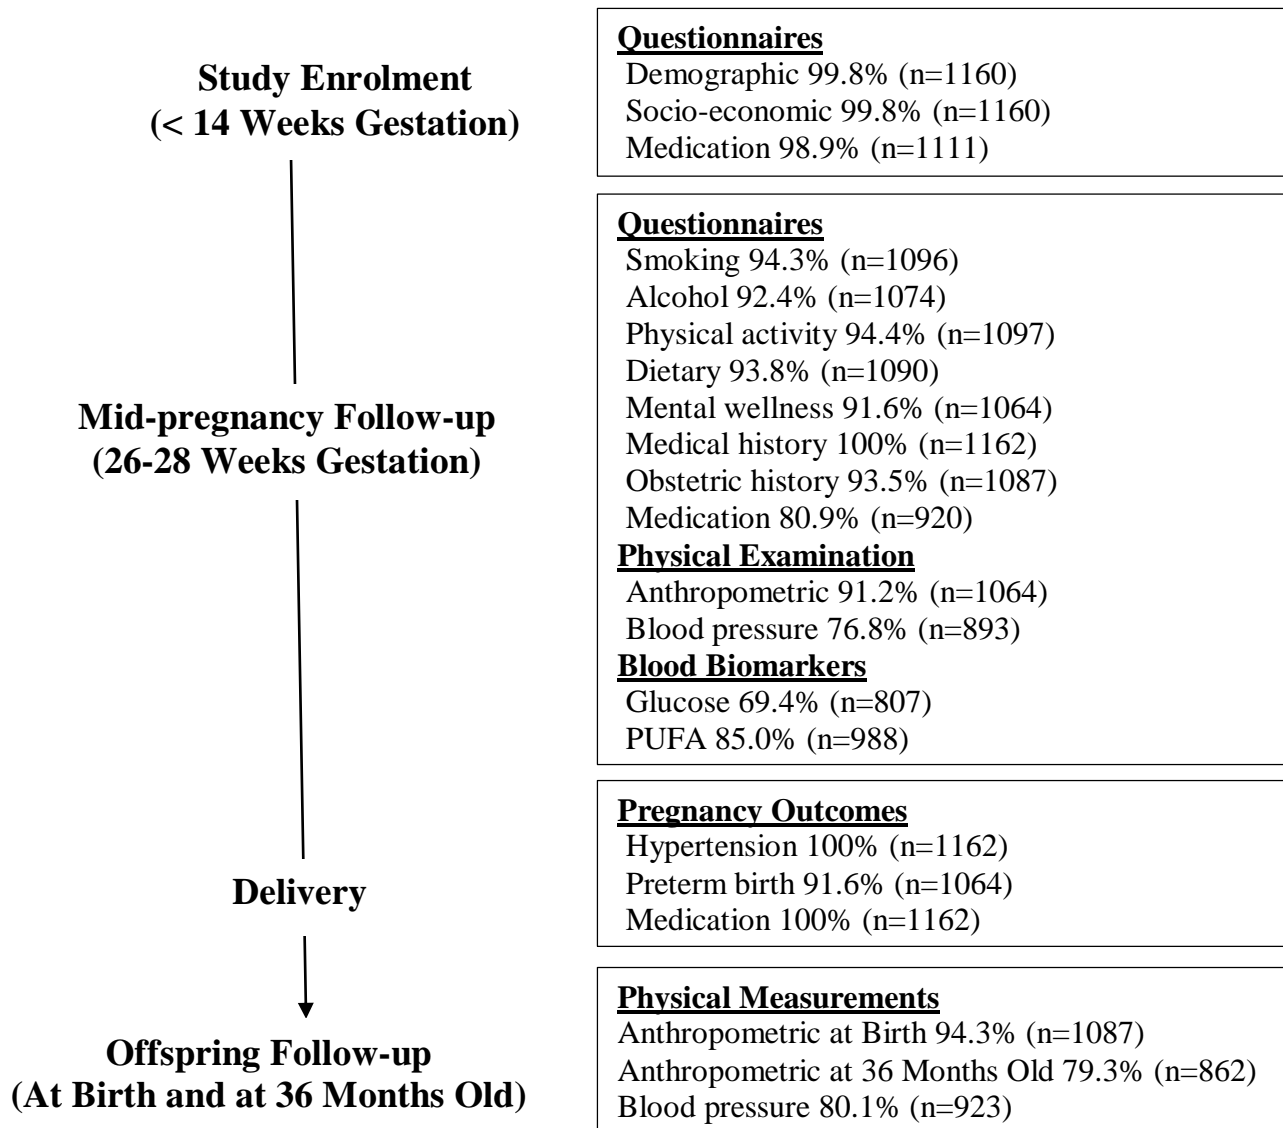 Study Enrolment
(< 14 Weeks Gestation)
Questionnaires
Demographic 99.8% (n=1160)
Socio-economic 99.8% (n=1160)
Medication 98.9% (n=1111)
Mid-pregnancy Follow-up
(26-28 Weeks Gestation)
Questionnaires
Smoking 94.3% (n=1096)
Alcohol 92.4% (n=1074)
Physical activity 94.4% (n=1097)
Dietary 93.8% (n=1090)
Mental wellness 91.6% (n=1064)
Medical history 100% (n=1162)
Obstetric history 93.5% (n=1087)
Medication 80.9% (n=920)
Physical Examination
Anthropometric 91.2% (n=1064)
Blood pressure 76.8% (n=893)
Blood Biomarkers
Glucose 69.4% (n=807)
PUFA 85.0% (n=988)
Delivery
Pregnancy Outcomes
Hypertension 100% (n=1162)
Preterm birth 91.6% (n=1064)
Medication 100% (n=1162)
Offspring Follow-up
(At Birth and at 36 Months Old)
Physical Measurements
Anthropometric at Birth 94.3% (n=1087)
Anthropometric at 36 Months Old 79.3% (n=862)
Blood pressure 80.1% (n=923)